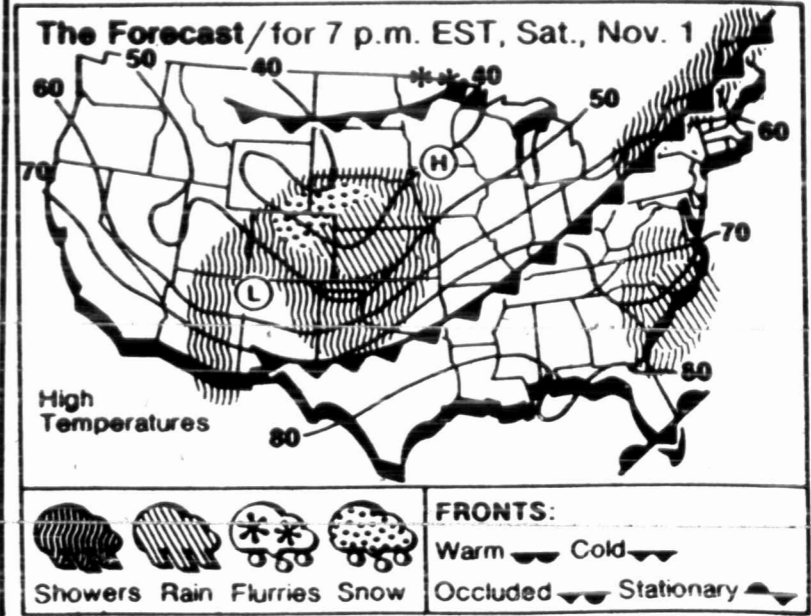 The Forecast/for 7 p.m. EST, Sat., Nov. 1
50
40
40
60
50
60
70
H
70
L
80
High
Temperatures
80
Showers Rain Flurries Snow
FRONTS:
Warm Cold
Occluded Stationary